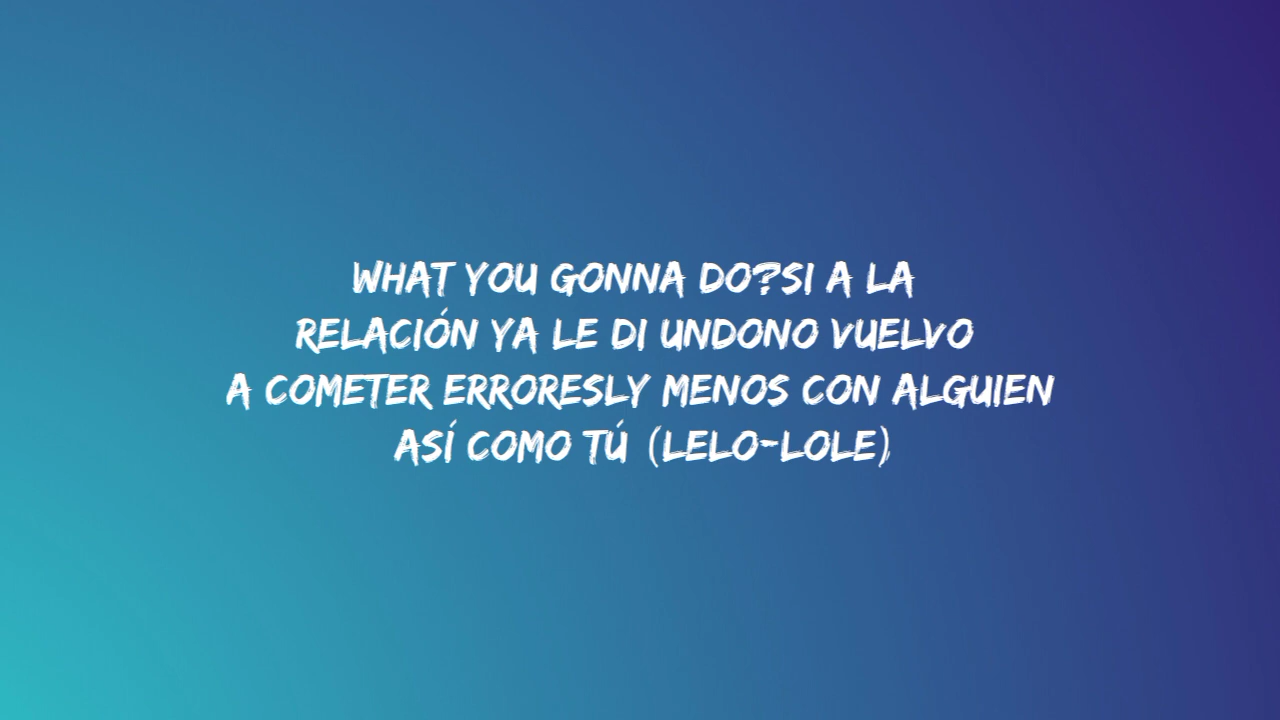 WHAT YOU GONNA DO?SI A LA
RELACIÓN YA LE DI UNDONO VUELVO
A COMETER ERRORESLY MENOS CON ALGUIEN
ASÍ COMO TÚ (LELO-LOLE)